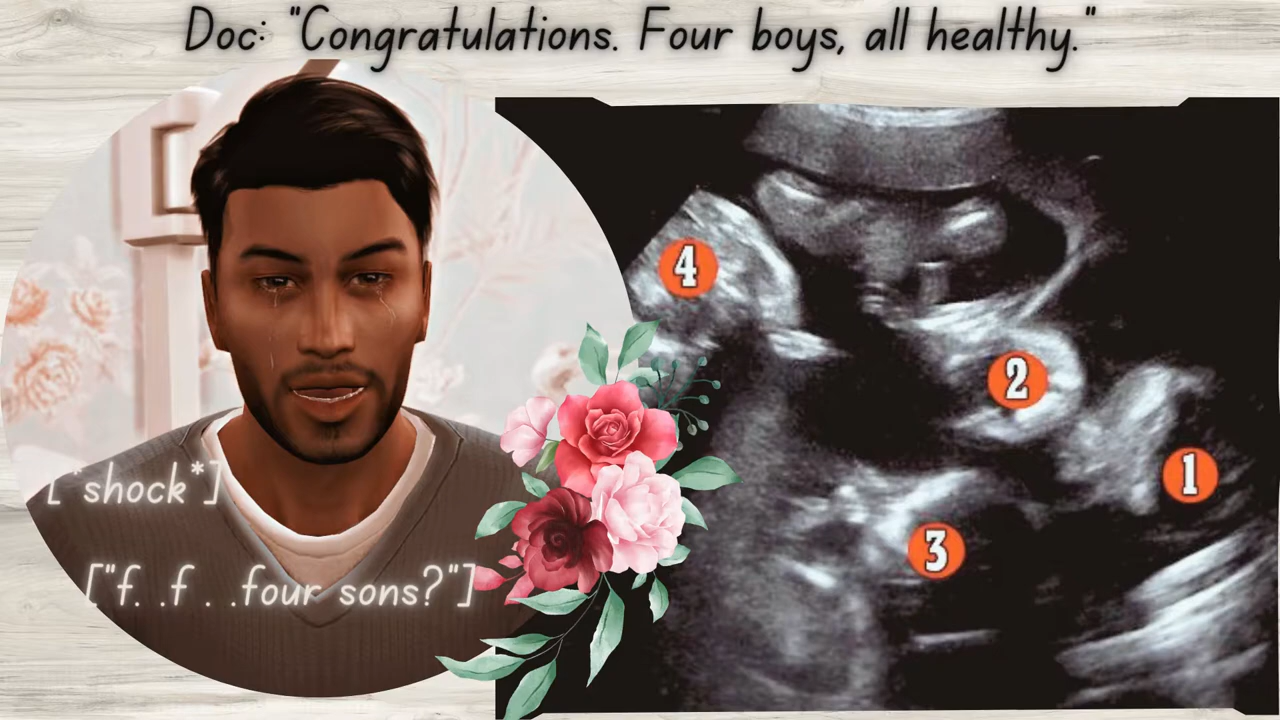 Doc: "Congratulations. Four boys, all healthy."
[*shock*]
["f. .f . .four sons?"]
4
2
1
3